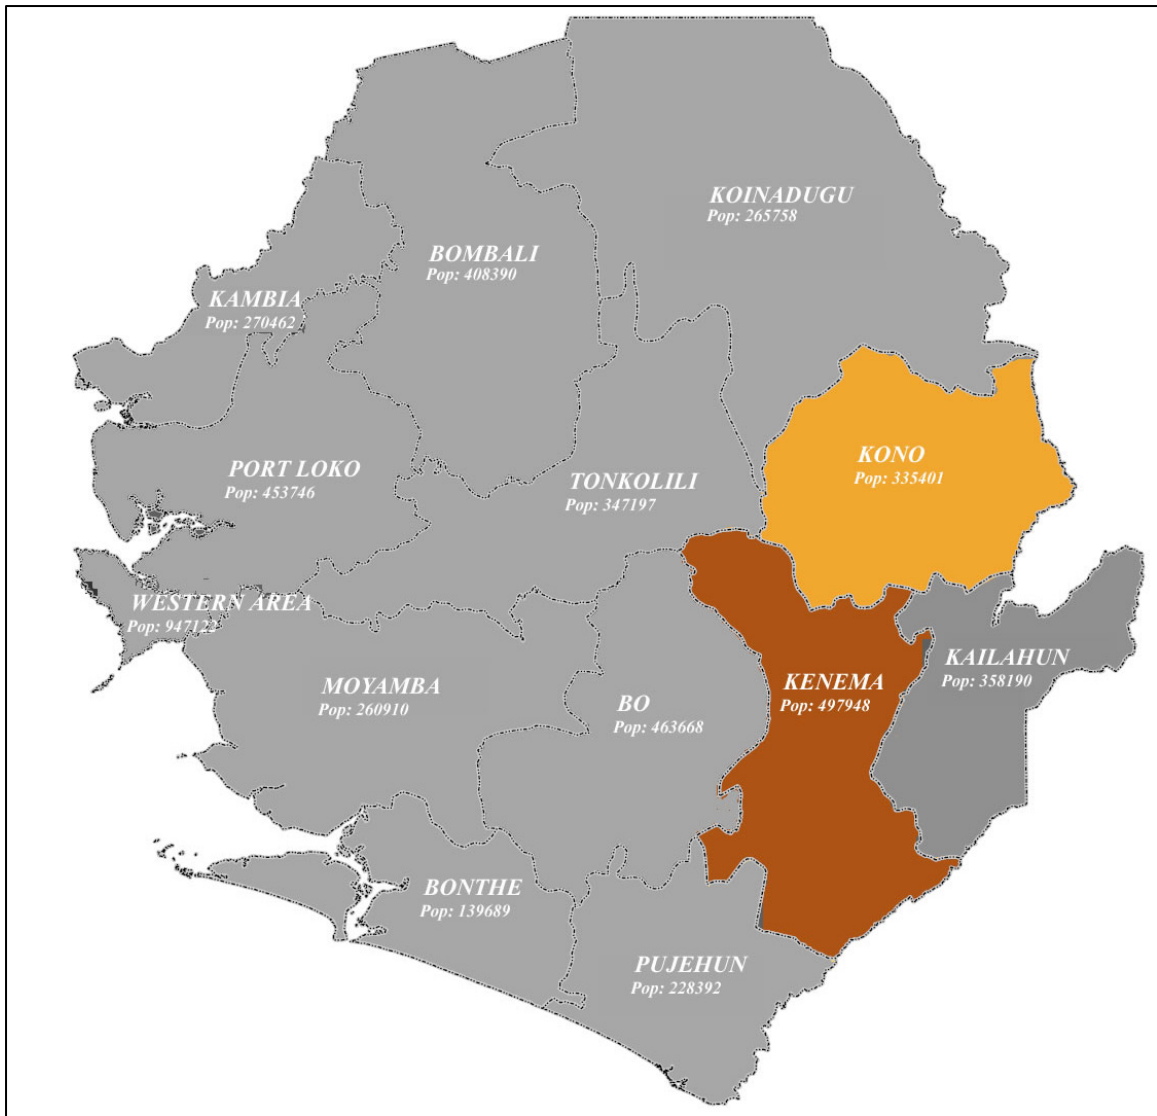 KOINADUGU
Pop: 265758
BOMBALI
Pop: 408390
KAMBIA
Pop: 270462
KONO
Pop: 335401
PORT LOKO
Pop: 453746
TONKOLILI
Pop: 347197
WESTERN AREA
Pop: 947122
KAILAHUN
Pop: 358190
MOYAMBA
Pop: 260910
BO
Pop: 463668
KENEMA
Pop: 497948
BONTHE
Pop: 139689
PUJEHUN
Pop: 228392